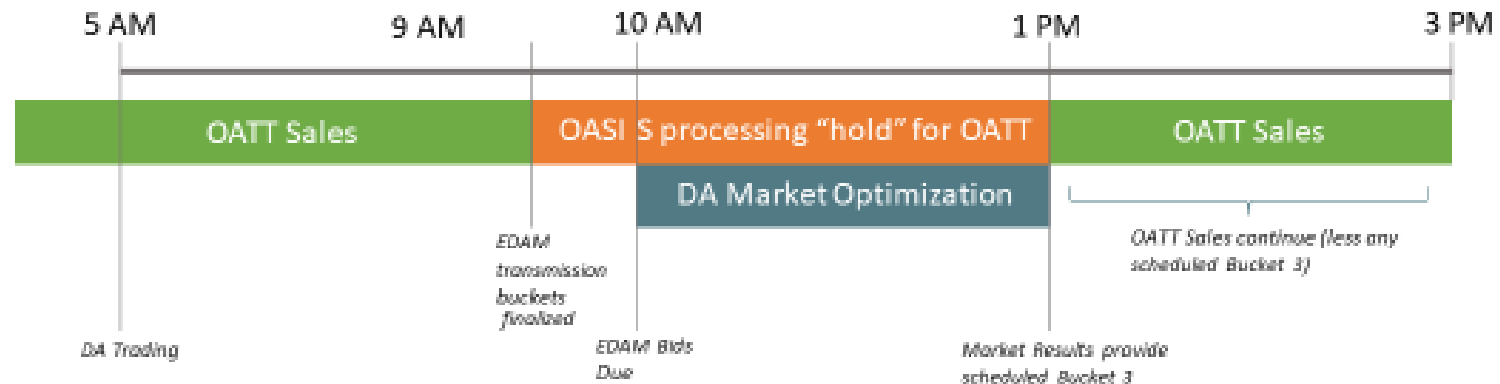 5 AM
9 AM
10 AM
1 PM
3 PM
OATT Sales
OASIS processing “hold” for OATT
OATT Sales
DA Market Optimization
EDAM
transmission
buckets
finalized
OATT Sales continue (less any
scheduled Bucket 3)
DA Trading
EDAM Bids
Due
Market Results provide
scheduled Bucket 3